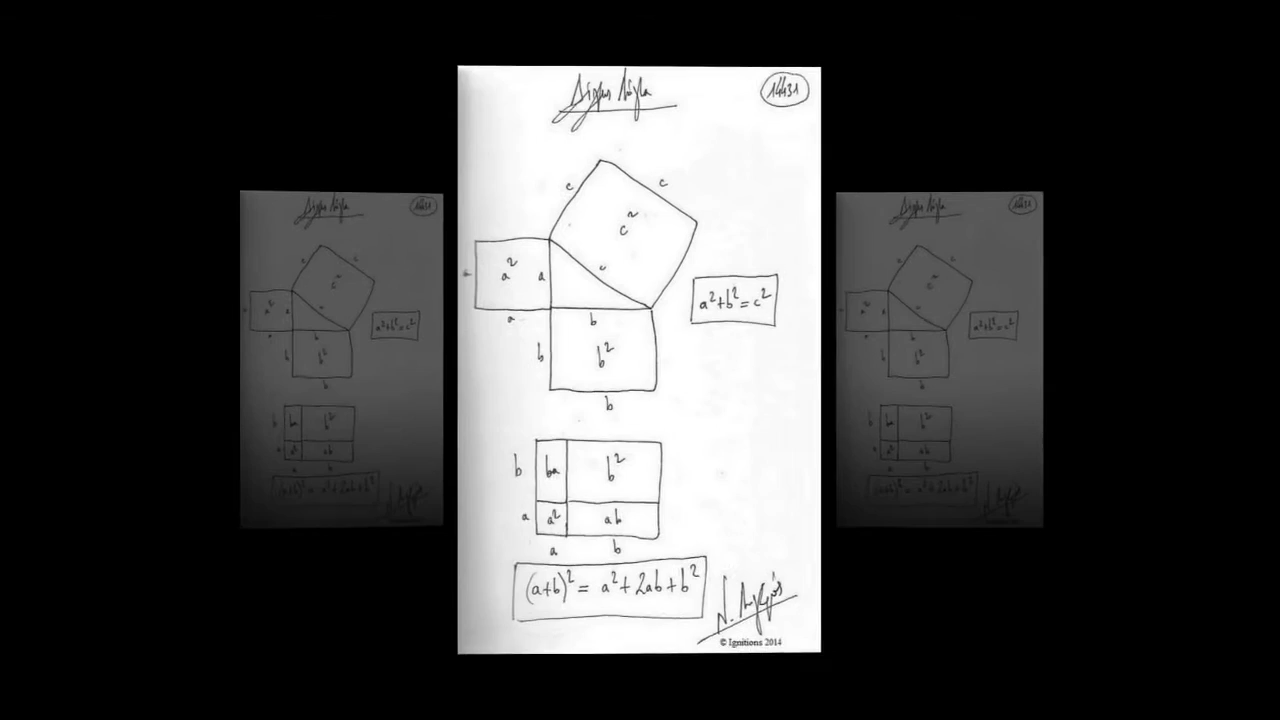 14431
c
c
c²
a
a²
a
c
a
b
a²+b²=c²
b
b²
b
b
ba
b²
a
a²
ab
a
b
(a+b)² = a²+2ab+b²
© Ignitions 2014